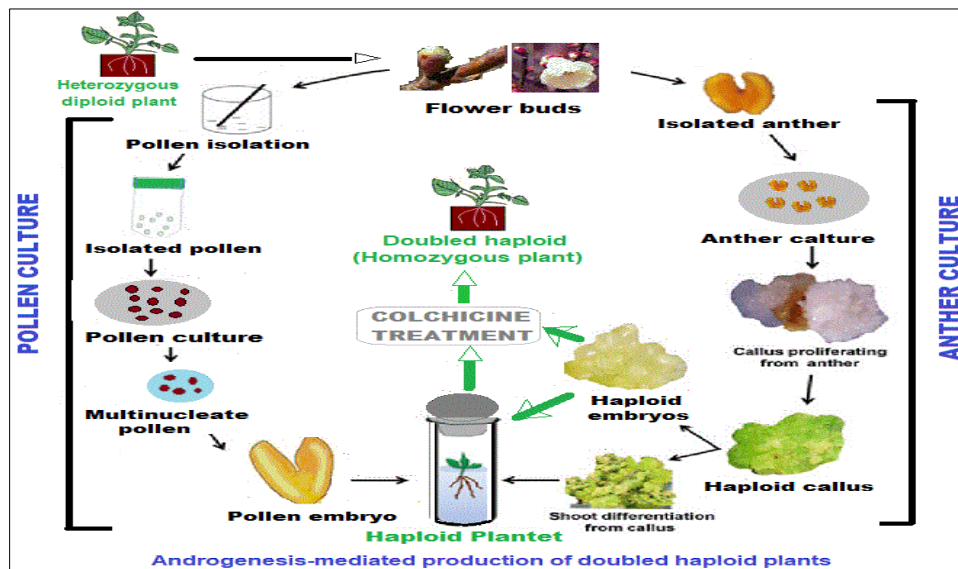 Heterozygous
diploid plant
Flower buds
Pollen isolation
Isolated anther
POLLEN CULTURE
ANTHER CULTURE
Isolated pollen
Doubled haploid
(Homozygous plant)
Anther calture
Pollen culture
COLCHICINE
TREATMENT
Callus proliferating
from anther
Multinucleate
pollen
Haploid
embryos
Haploid callus
Pollen embryo
Shoot differentiation
from callus
Haploid Plantet
Androgenesis-mediated production of doubled haploid plants